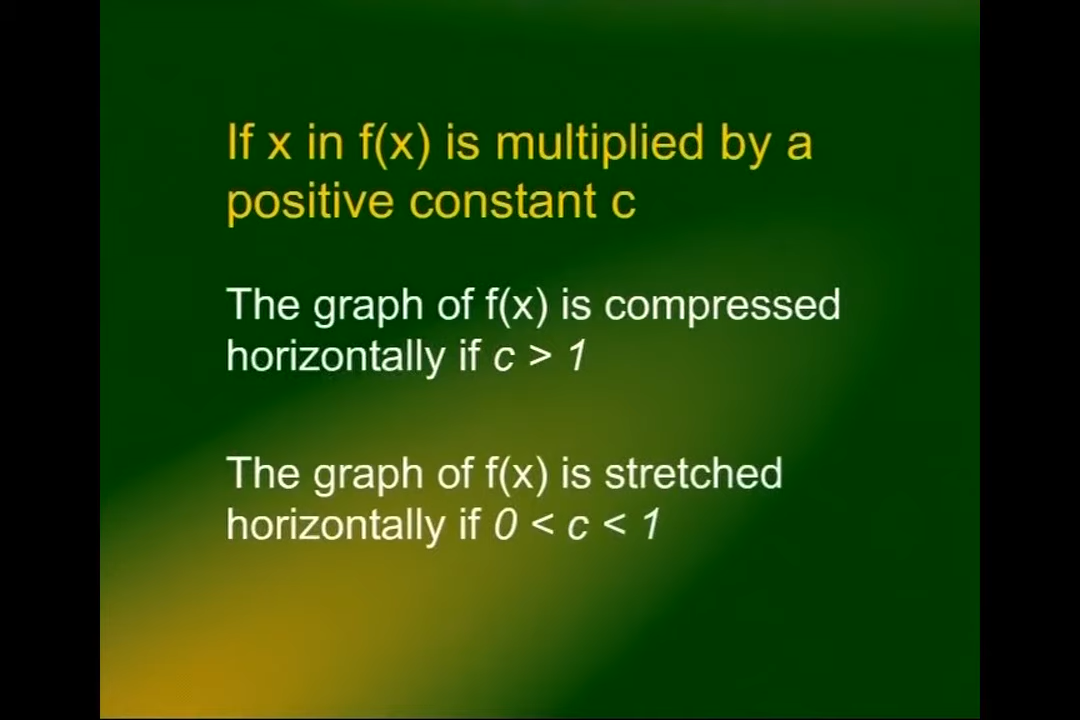 If x in f(x) is multiplied by a
positive constant c
The graph of f(x) is compressed
horizontally if c > 1
The graph of f(x) is stretched
horizontally if 0 < c < 1